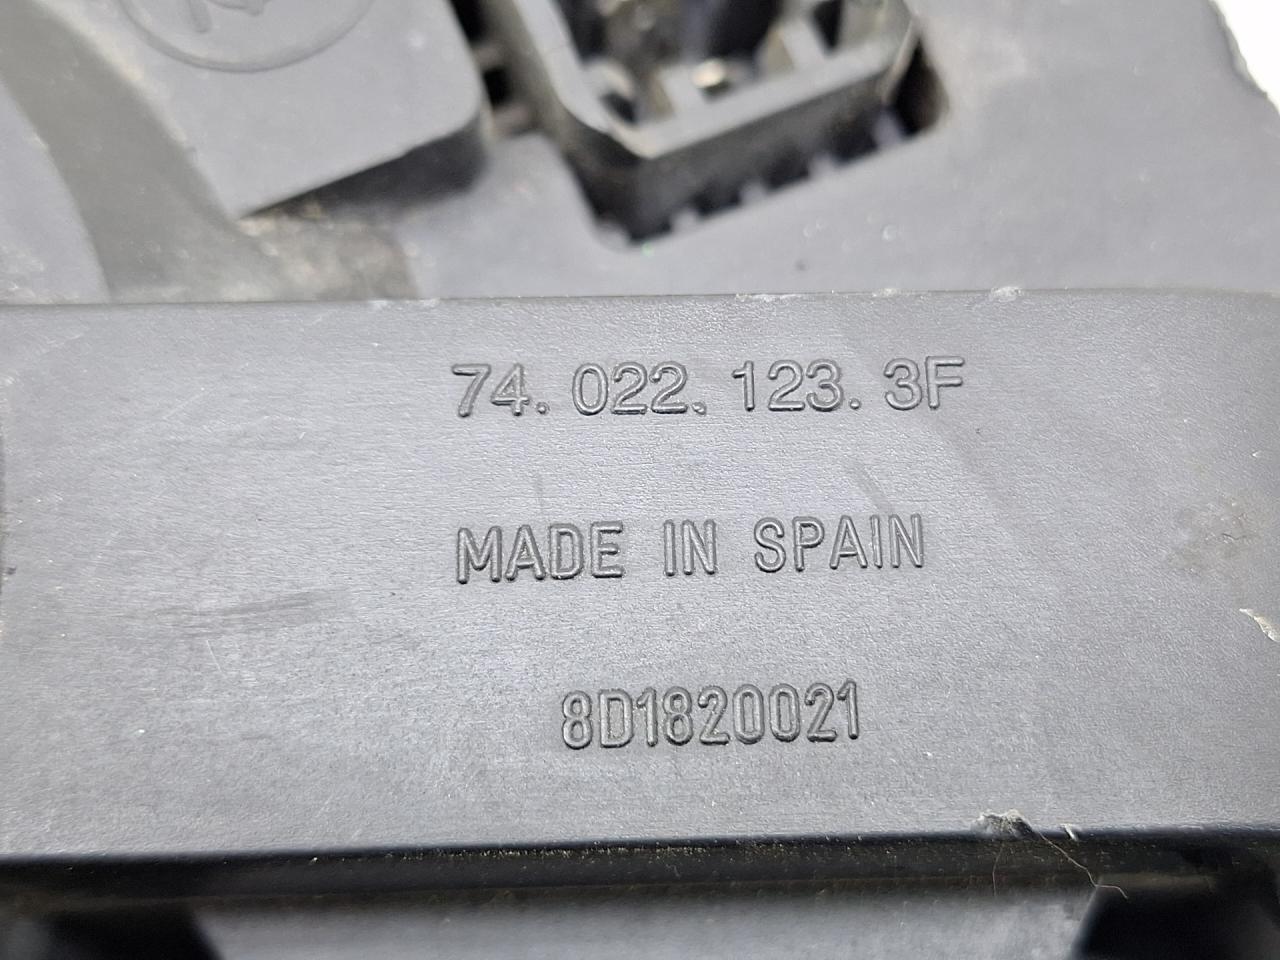 74. 022. 123. 3F
MADE IN SPAIN
8D1820021